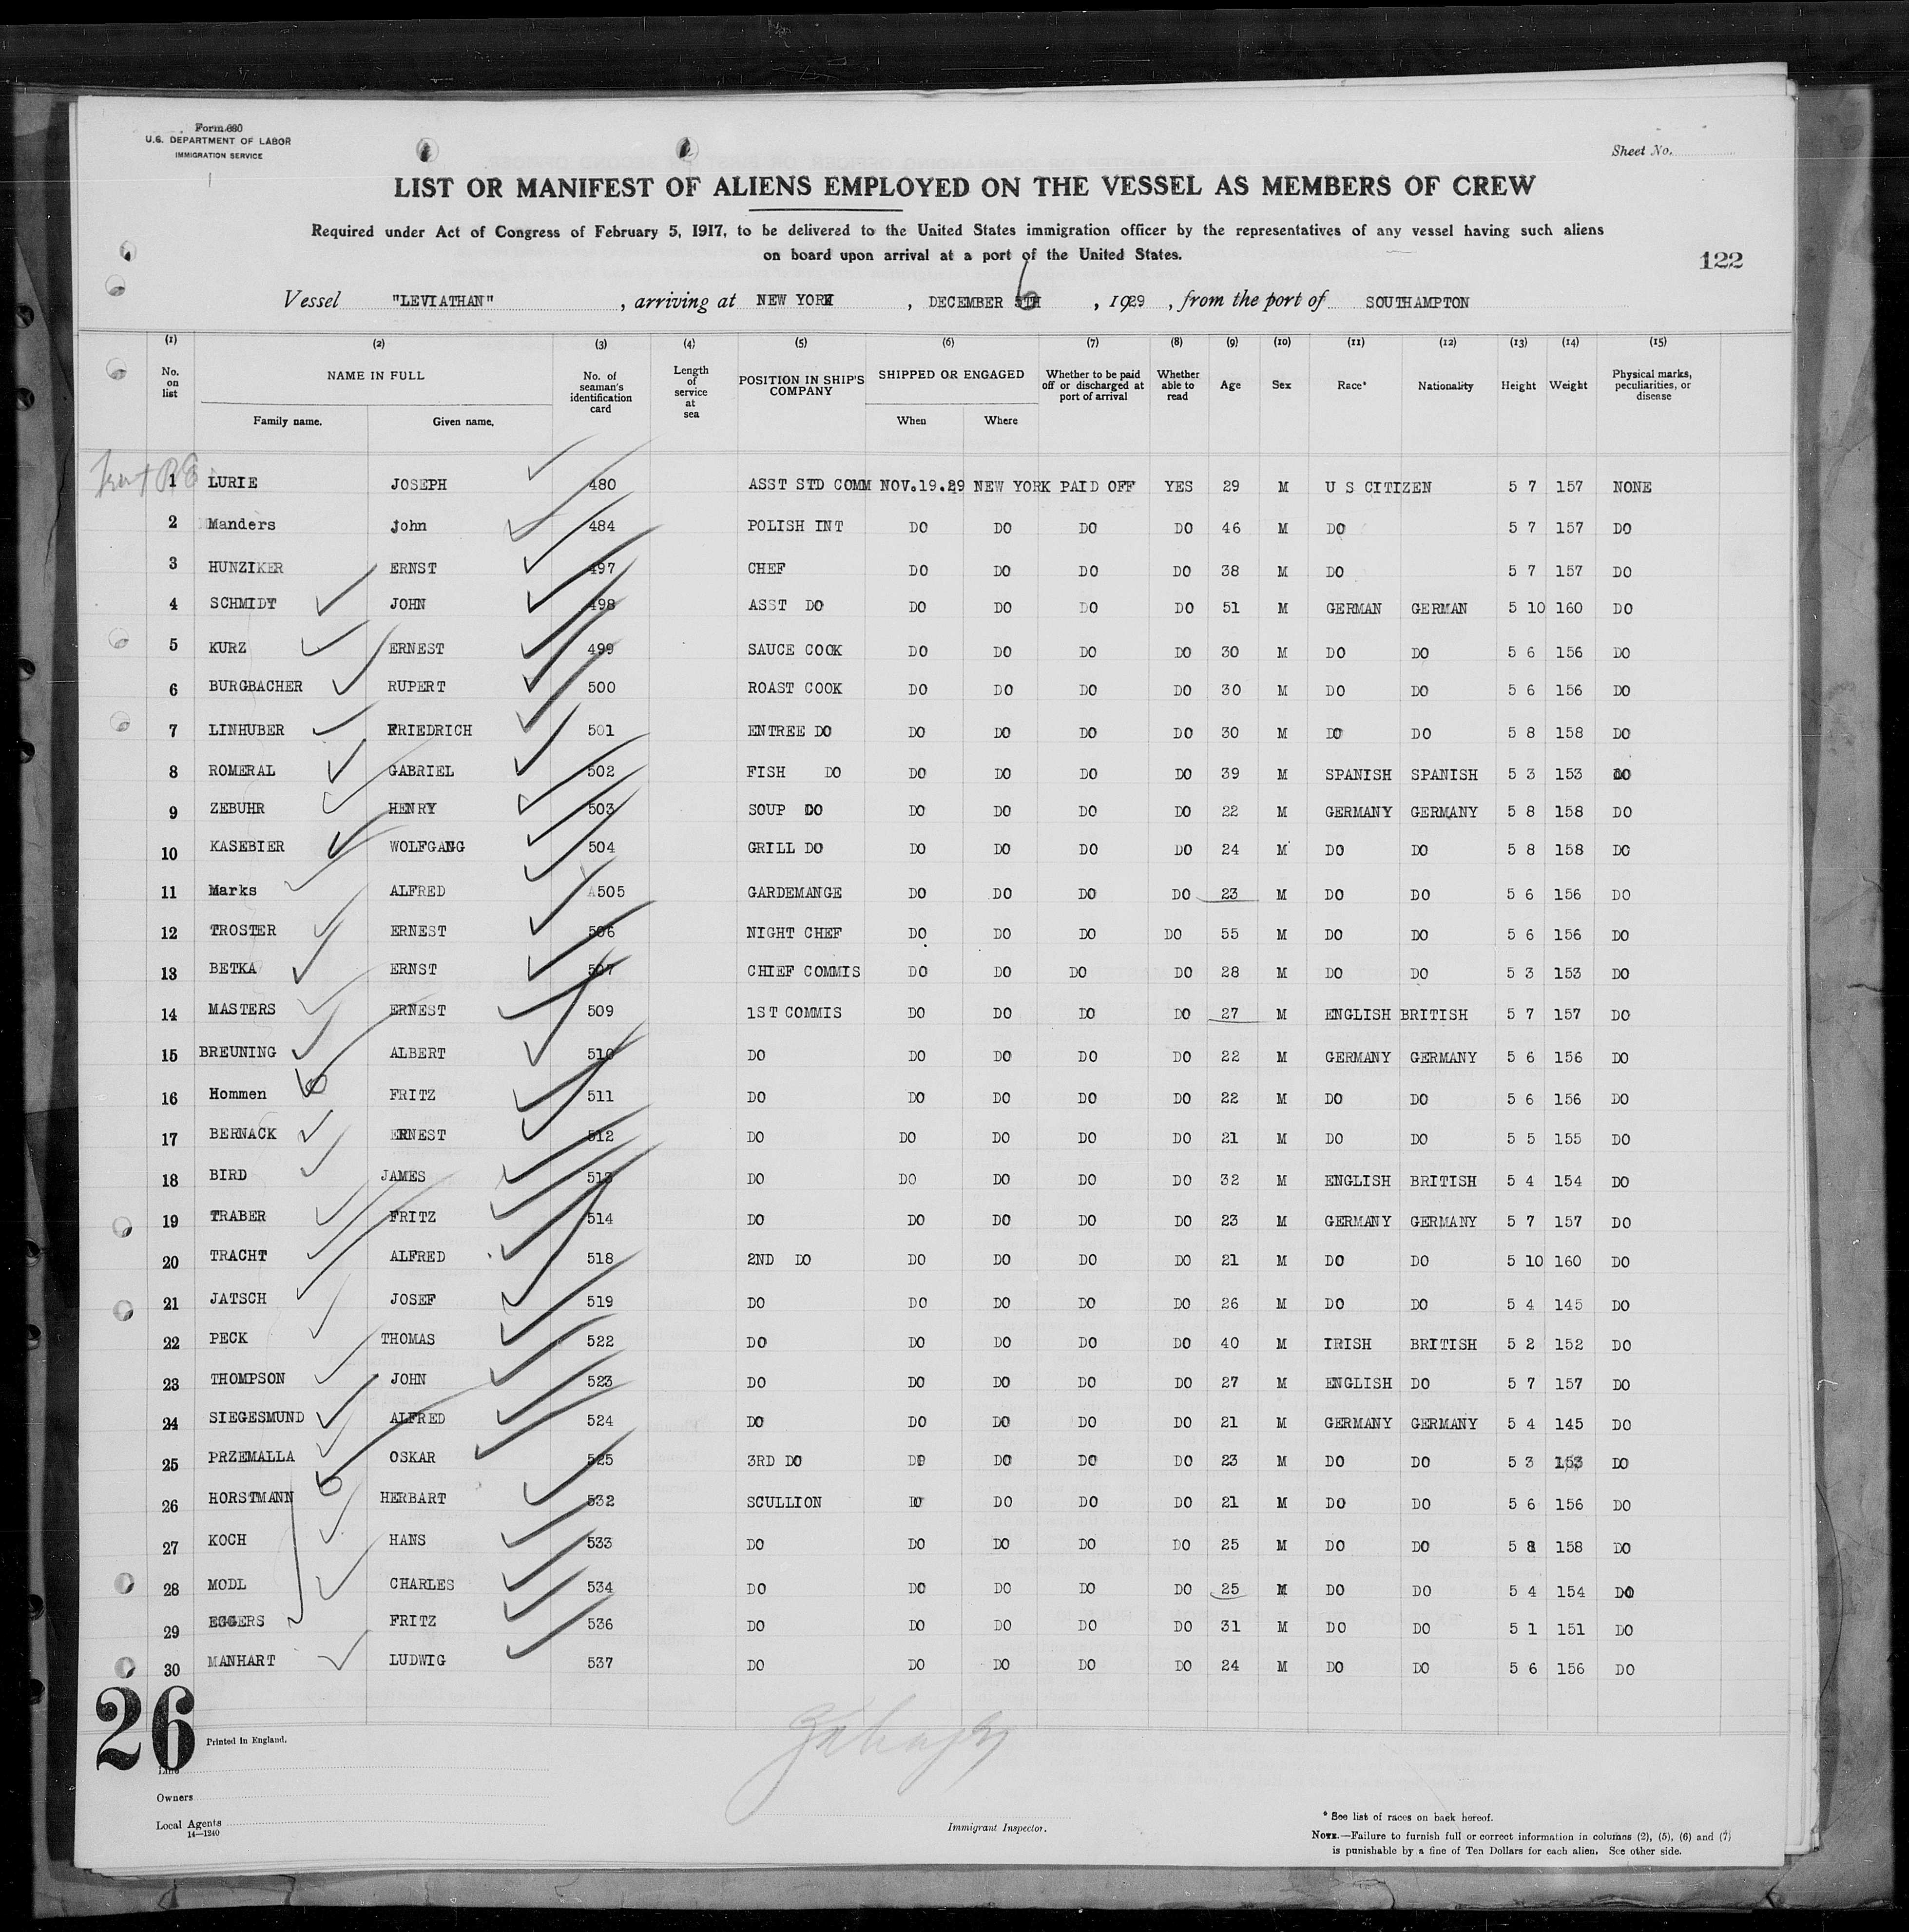 Form 680
U.S. DEPARTMENT OF LABOR
IMMIGRATION SERVICE
Sheet No.
LIST OR MANIFEST OF ALIENS EMPLOYED ON THE VESSEL AS MEMBERS OF CREW
Required under Act of Congress of February 5, 1917, to be delivered to the United States immigration officer by the representatives of any vessel having such aliens
on board upon arrival at a port of the United States.
122
Vessel "LEVIATHAN" , arriving at NEW YORK , DECEMBER 5TH 6 , 1929 , from the port of SOUTHAMPTON
(1) (2) (3) (4) (5) (6) (7) (8) (9) (10) (11) (12) (13) (14) (15)
No. on list NAME IN FULL Family name. Given name. No. of seaman's identification card Length of service at sea POSITION IN SHIP'S COMPANY SHIPPED OR ENGAGED When Where Whether to be paid off or discharged at port of arrival Whether able to read Age Sex Race* Nationality Height Weight Physical marks, peculiarities, or disease
1 LURIE JOSEPH 480 ASST STD COMM NOV.19.29 NEW YORK PAID OFF YES 29 M U S CITIZEN 5 7 157 NONE
2 Manders john 484 POLISH INT DO DO DO DO 46 M DO 5 7 157 DO
3 HUNZIKER ERNST 497 CHEF DO DO DO DO 38 M DO 5 7 157 DO
4 SCHMIDT JOHN 498 ASST DO DO DO DO DO 51 M GERMAN GERMAN 5 10 160 DO
5 KURZ ERNEST 499 SAUCE COOK DO DO DO DO 30 M DO DO 5 6 156 DO
6 BURGBACHER RUPERT 500 ROAST COOK DO DO DO DO 30 M DO DO 5 6 156 DO
7 LINHUBER FRIEDRICH 501 ENTREE DO DO DO DO DO 30 M DO DO 5 8 158 DO
8 ROMERAL GABRIEL 502 FISH DO DO DO DO DO 39 M SPANISH SPANISH 5 3 153 DO
9 ZEBUHR HENRY 503 SOUP DO DO DO DO DO 22 M GERMANY GERMANY 5 8 158 DO
10 KASEBIER WOLFGANG 504 GRILL DO DO DO DO DO 24 M DO DO 5 8 158 DO
11 Marks ALFRED A505 GARDEMANGE DO DO DO DO 23 M DO DO 5 6 156 DO
12 TROSTER ERNEST 506 NIGHT CHEF DO DO DO DO 55 M DO DO 5 6 156 DO
13 BETKA ERNST 507 CHIEF COMMIS DO DO DO DO 28 M DO DO 5 3 153 DO
14 MASTERS ERNEST 509 1ST COMMIS DO DO DO DO 27 M ENGLISH BRITISH 5 7 157 DO
15 BREUNING ALBERT 510 DO DO DO DO DO 22 M GERMANY GERMANY 5 6 156 DO
16 Hommen FRITZ 511 DO DO DO DO DO 22 M DO DO 5 6 156 DO
17 BERNACK ERNEST 512 DO DO DO DO DO 21 M DO DO 5 5 155 DO
18 BIRD JAMES 513 DO DO DO DO DO 32 M ENGLISH BRITISH 5 4 154 DO
19 TRABER FRITZ 514 DO DO DO DO DO 23 M GERMANY GERMANY 5 7 157 DO
20 TRACHT ALFRED 518 2ND DO DO DO DO DO 21 M DO DO 5 10 160 DO
21 JATSCH JOSEF 519 DO DO DO DO DO 26 M DO DO 5 4 145 DO
22 PECK THOMAS 522 DO DO DO DO DO 40 M IRISH BRITISH 5 2 152 DO
23 THOMPSON JOHN 523 DO DO DO DO DO 27 M ENGLISH DO 5 7 157 DO
24 SIEGESMUND ALFRED 524 DO DO DO DO DO 21 M GERMANY GERMANY 5 4 145 DO
25 PRZEMALLA OSKAR 525 3RD DO DO DO DO DO 23 M DO DO 5 3 153 DO
26 HORSTMANN HERBART 532 SCULLION DO DO DO DO 21 M DO DO 5 6 156 DO
27 KOCH HANS 533 DO DO DO DO DO 25 M DO DO 5 8 158 DO
28 MODL CHARLES 534 DO DO DO DO DO 25 M DO DO 5 4 154 DO
29 EGGERS FRITZ 536 DO DO DO DO DO 31 M DO DO 5 1 151 DO
30 MANHART LUDWIG 537 DO DO DO DO DO 24 M DO DO 5 6 156 DO
26
Printed in England.
Line
Owners
Local Agents
14—1240
Immigrant Inspector.
* See list of races on back hereof.
NOTE.—Failure to furnish full or correct information in columns (2), (5), (6) and (7)
is punishable by a fine of Ten Dollars for each alien. See other side.